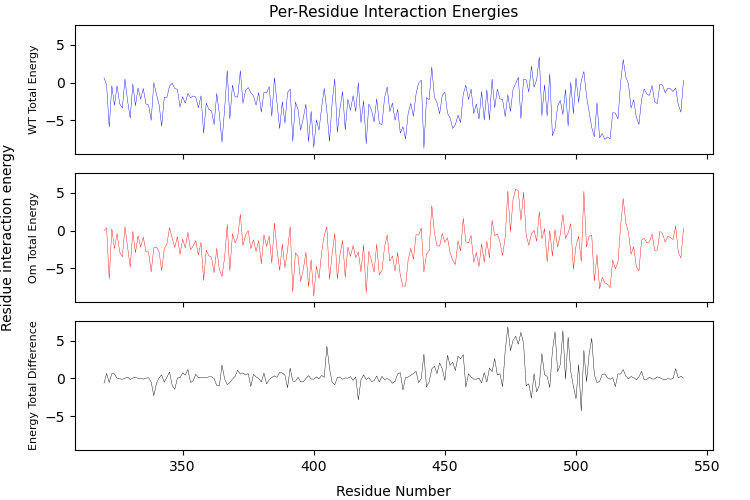 Per-Residue Interaction Energies
Residue interaction energy
WT Total Energy
5
0
−5
Om Total Energy
5
0
−5
Energy Total Difference
5
0
−5
350 400 450 500 550
Residue Number